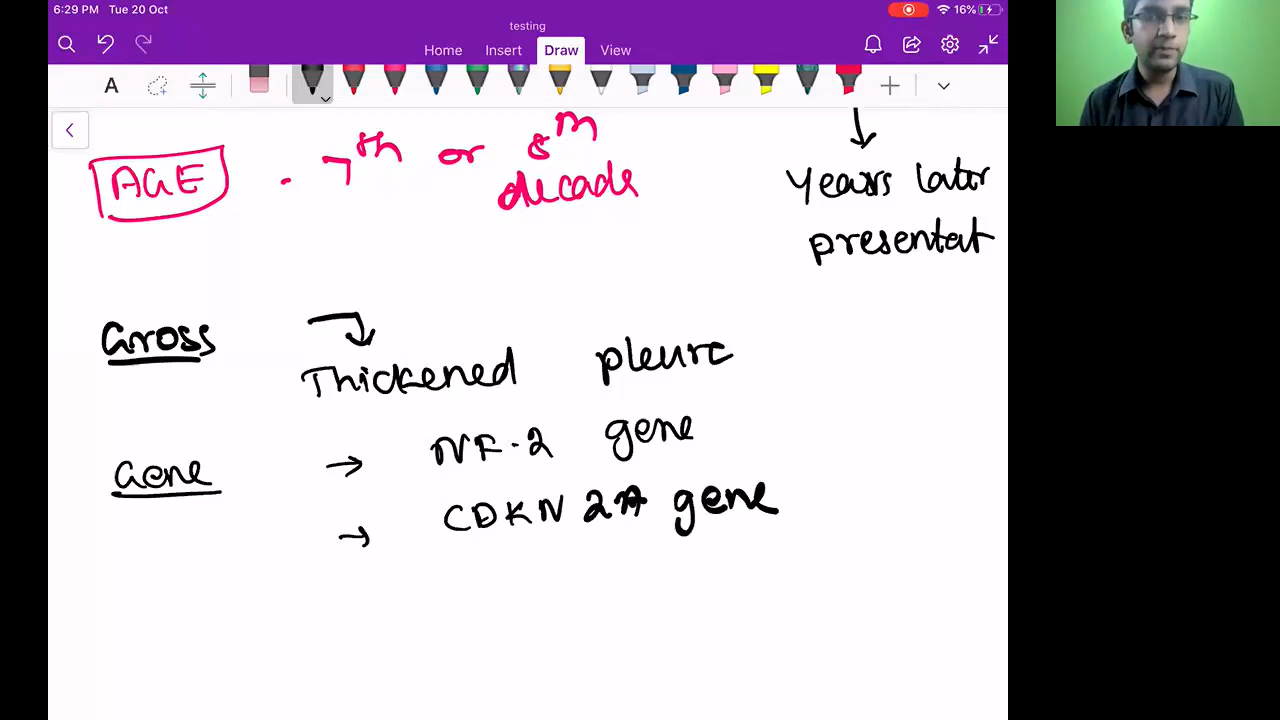 6:29 PM Tue 20 Oct
16%
testing
Home Insert Draw View
A
AGE . 7th or 8th
decade
Years later
presentat
Gross
Thickened pleura
Gene → NF-2 gene
→ CDKN 2A gene